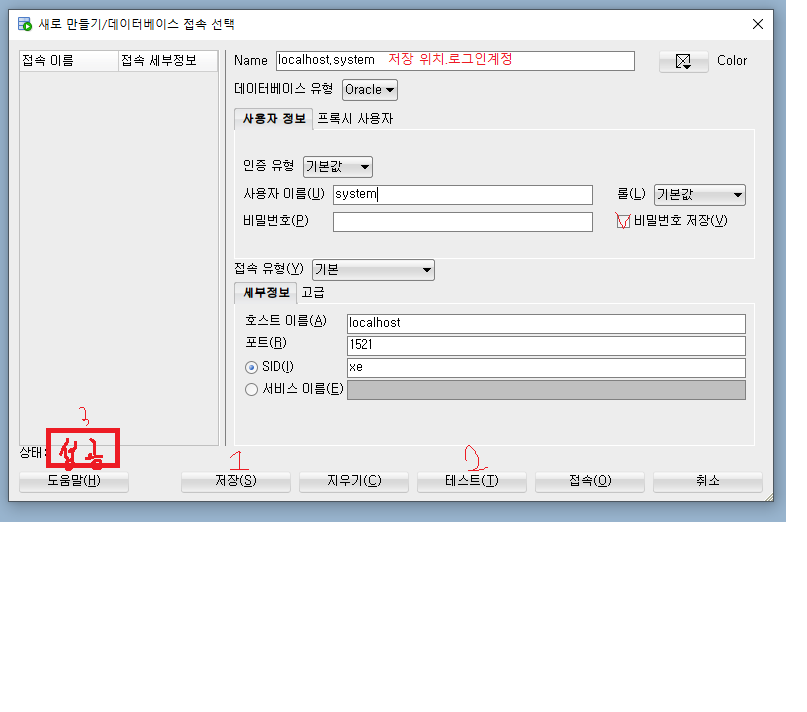 새로 만들기/데이터베이스 접속 선택
접속 이름 접속 세부정보
Name localhost,system 저장 위치.로그인계정 Color
데이터베이스 유형 Oracle
사용자 정보 프록시 사용자
인증 유형 기본값
사용자 이름(U) system 롤(L) 기본값
비밀번호(P) 비밀번호 저장(V)
접속 유형(Y) 기본
세부정보 고급
호스트 이름(A) localhost
포트(R) 1521
SID(I) xe
서비스 이름(E)
3
상태: 성공 1 2
도움말(H) 저장(S) 지우기(C) 테스트(T) 접속(O) 취소